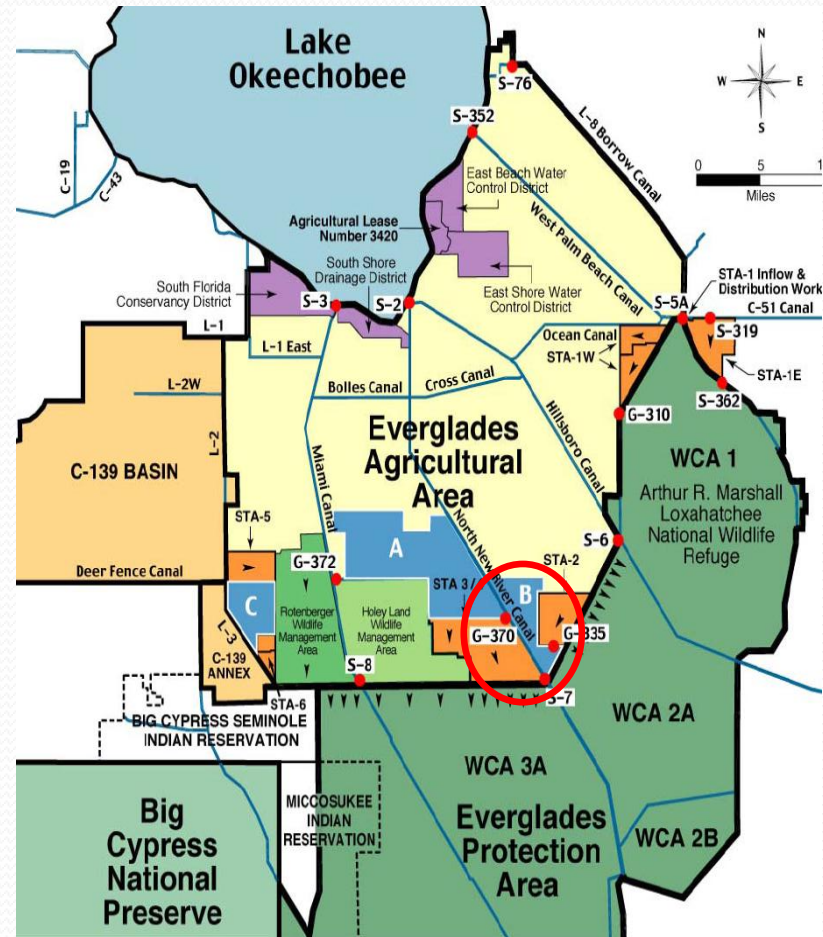 Lake
Okeechobee
N
W
E
S
S-76
S-352
L-8 Borrow Canal
C-19
C-43
0 5 1
Miles
East Beach Water
Control District
Agricultural Lease
Number 3420
West Palm Beach Canal
South Shore
Drainage District
South Florida
Conservancy District
East Shore Water
Control District
STA-1 Inflow &
Distribution Work
S-3
S-2
S-5A
C-51 Canal
L-1
S-319
Ocean Canal
STA-1W
L-1 East
STA-1E
L-2W
Bolles Canal
Cross Canal
S-362
G-310
L-2
Hillsboro Canal
Everglades
Agricultural
Area
C-139 BASIN
WCA 1
Arthur R. Marshall
Loxahatchee
National Wildlife
Refuge
Miami Canal
North New River Canal
STA-5
S-6
A
G-372
STA-2
Deer Fence Canal
STA 3/
B
C
Rotenberger
Wildlife
Management
Area
Holey Land
Wildlife
Management
Area
L-3
G-370
G-335
C-139
ANNEX
S-8
S-7
STA-6
BIG CYPRESS SEMINOLE
INDIAN RESERVATION
WCA 2A
WCA 3A
Big
Cypress
National
Preserve
MICCOSUKEE
INDIAN
RESERVATION
Everglades
Protection
Area
WCA 2B